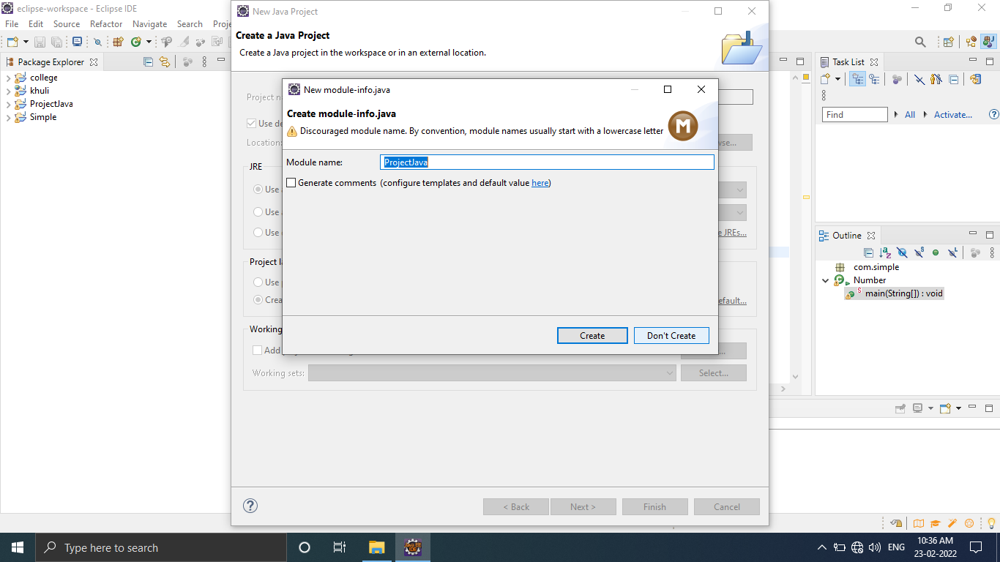 eclipse-workspace - Eclipse IDE
New Java Project
File Edit Source Refactor Navigate Search
Create a Java Project
Create a Java project in the workspace or in an external location.
Package Explorer
Task List
college
khuli
ProjectJava
Simple
New module-info.java
Create module-info.java
Discouraged module name. By convention, module names usually start with a lowercase letter
M
Find
All
Activate...
Use
Location:
Module name:
ProjectJava
JRE
Generate comments (configure templates and default value here)
Use
Use
Use
JREs...
Outline
com.simple
Number
main(String[]) : void
Project
Use
Create
Don't Create
Working
Add
Working sets:
Select...
< Back
Next >
Finish
Cancel
Type here to search
JAVA EE
IDE
ENG
10:36 AM
23-02-2022